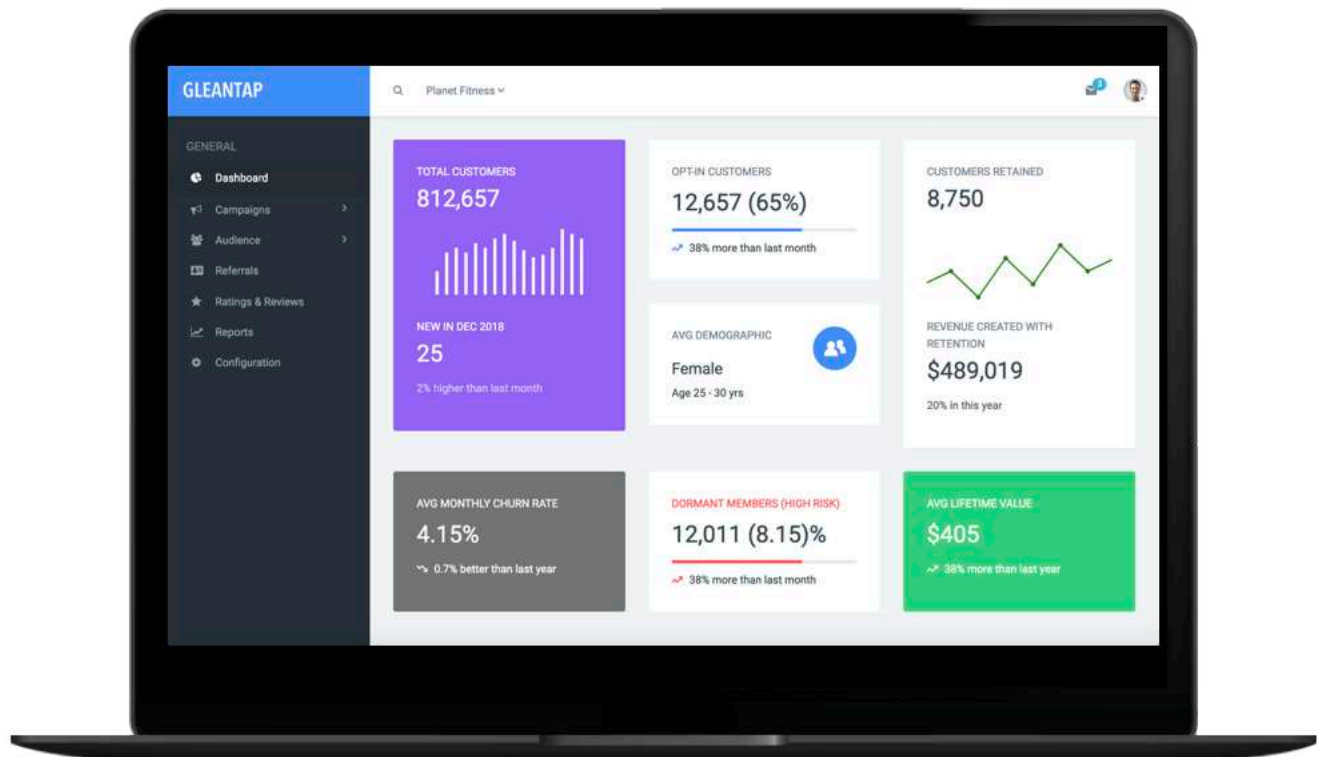 GLEANTAP
Planet Fitness
3
GENERAL
Dashboard
Campaigns
Audience
Referrals
Ratings & Reviews
Reports
Configuration
TOTAL CUSTOMERS
812,657
NEW IN DEC 2018
25
2% higher than last month
OPT-IN CUSTOMERS
12,657 (65%)
38% more than last month
AVG DEMOGRAPHIC
Female
Age 25 - 30 yrs
CUSTOMERS RETAINED
8,750
REVENUE CREATED WITH
RETENTION
$489,019
20% in this year
AVG MONTHLY CHURN RATE
4.15%
0.7% better than last year
DORMANT MEMBERS (HIGH RISK)
12,011 (8.15)%
38% more than last month
AVG LIFETIME VALUE
$405
38% more than last year